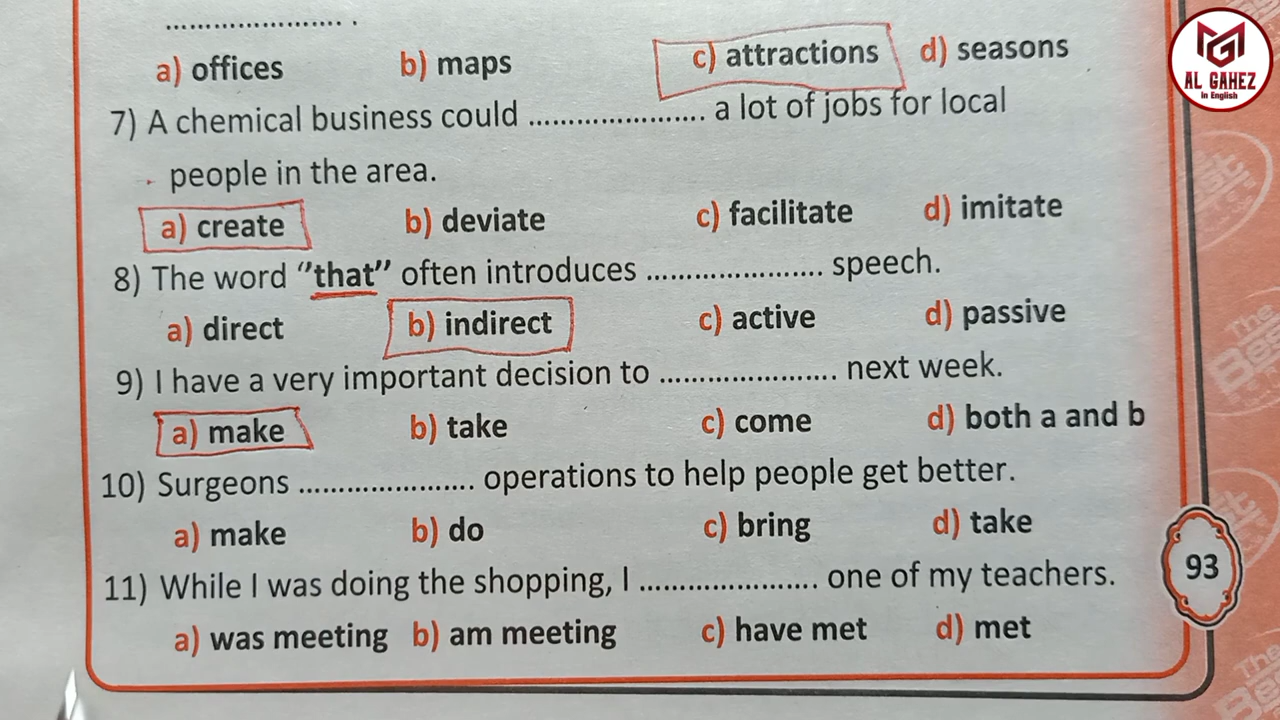 ..................... .
a) offices b) maps c) attractions d) seasons
7) A chemical business could ..................... a lot of jobs for local
people in the area.
a) create b) deviate c) facilitate d) imitate
8) The word ‘‘that’’ often introduces ..................... speech.
a) direct b) indirect c) active d) passive
9) I have a very important decision to ..................... next week.
a) make b) take c) come d) both a and b
10) Surgeons ..................... operations to help people get better.
a) make b) do c) bring d) take
11) While I was doing the shopping, I ..................... one of my teachers.
a) was meeting b) am meeting c) have met d) met
93
AL GAHEZ
in English
The
Best
The